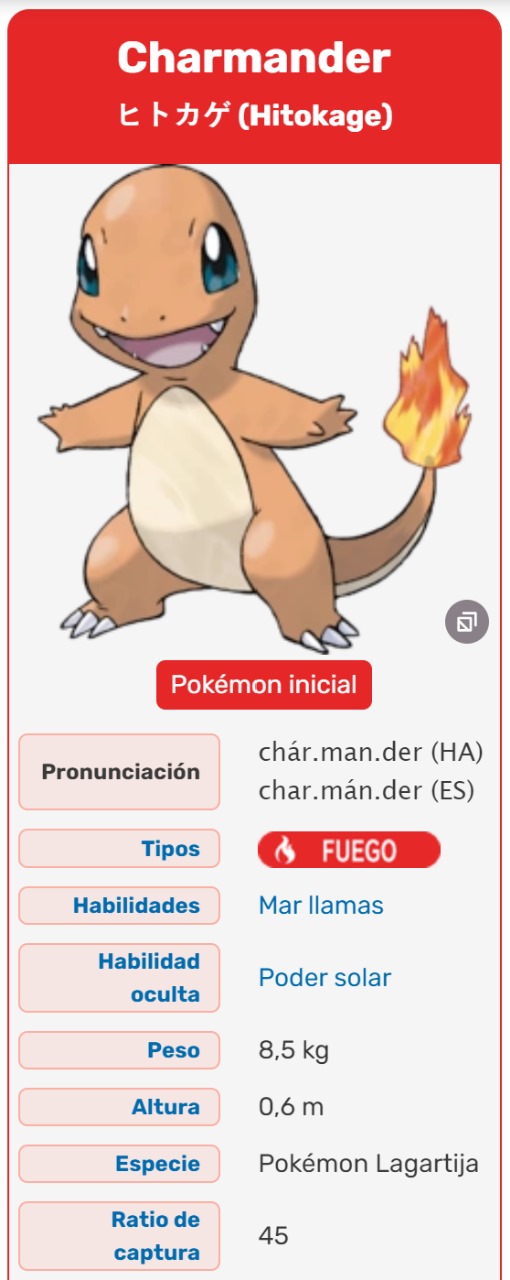 Charmander
ヒトカゲ (Hitokage)
Pokémon inicial
Pronunciación
chár.man.der (HA)
char.mán.der (ES)
Tipos
FUEGO
Habilidades
Mar llamas
Habilidad
oculta
Poder solar
Peso
8,5 kg
Altura
0,6 m
Especie
Pokémon Lagartija
Ratio de
captura
45